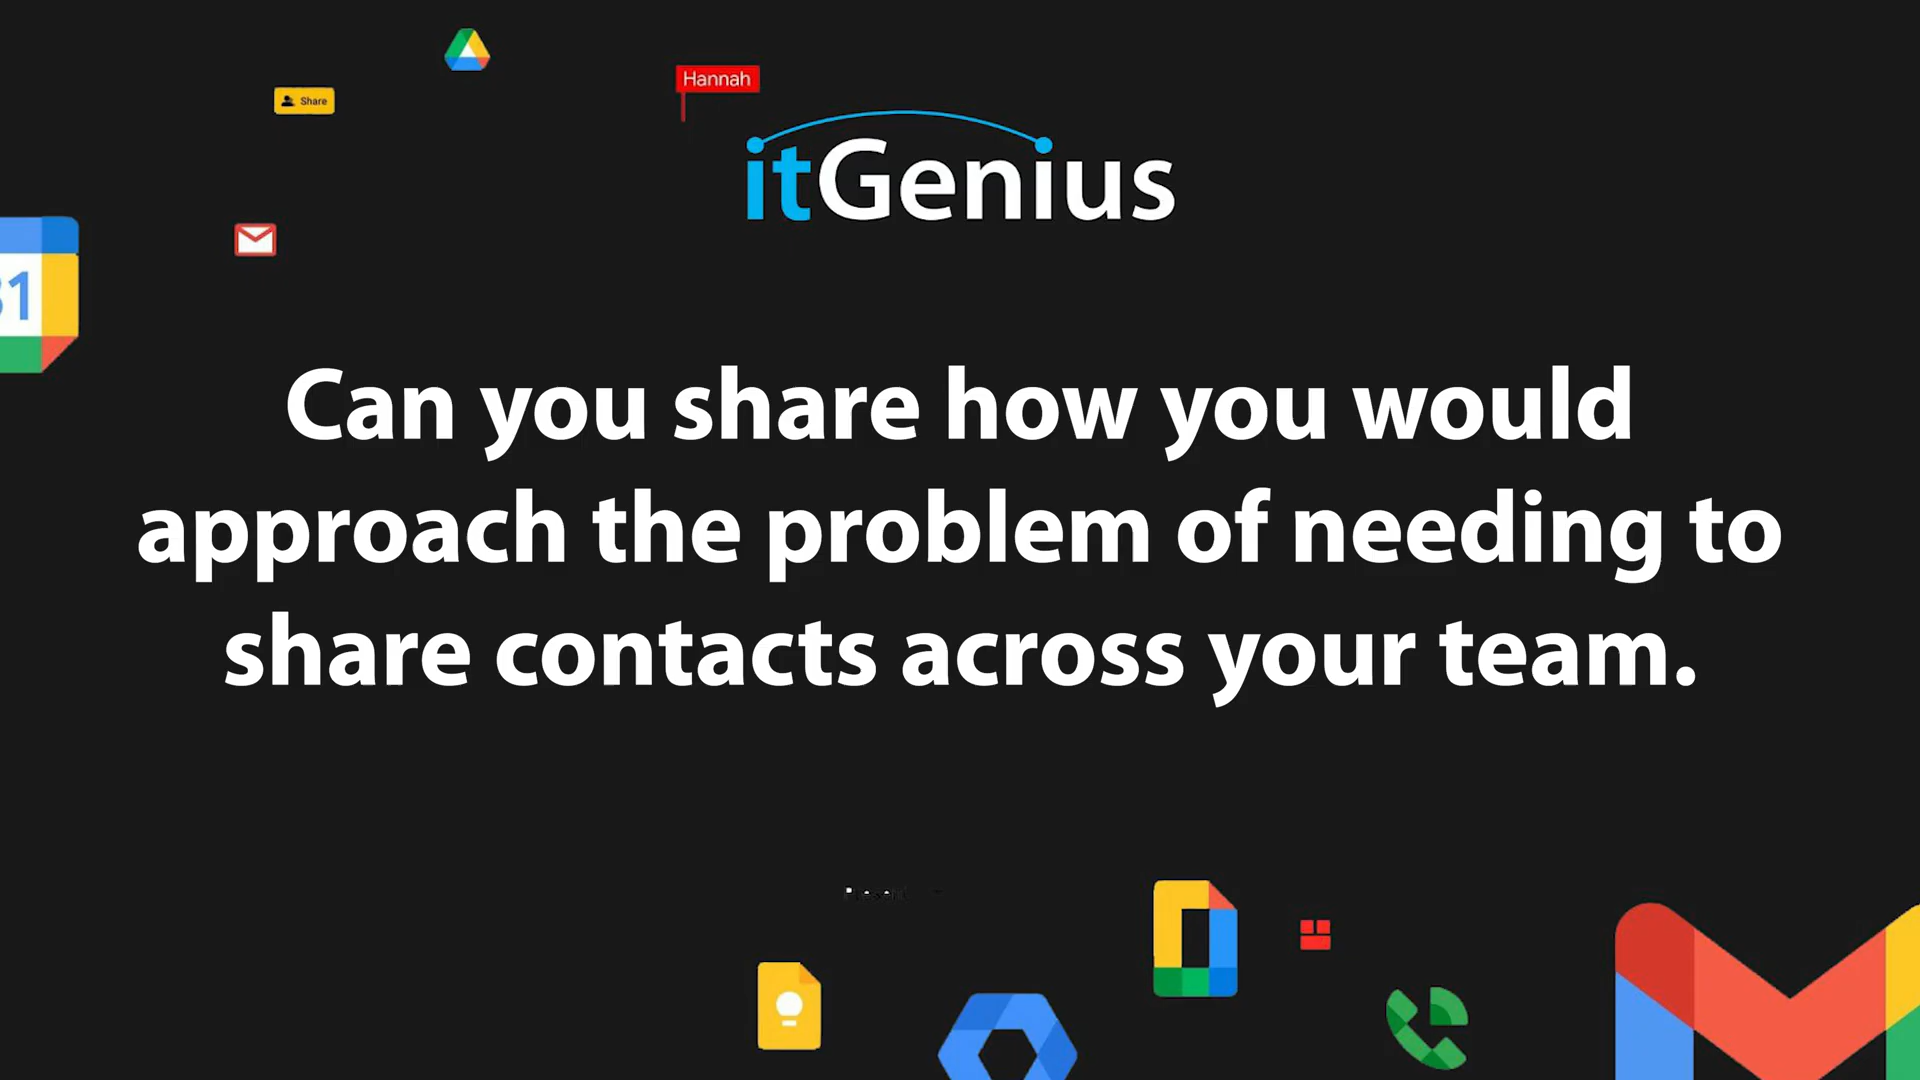 Hannah
Share
itGenius
31
Can you share how you would
approach the problem of needing to
share contacts across your team.